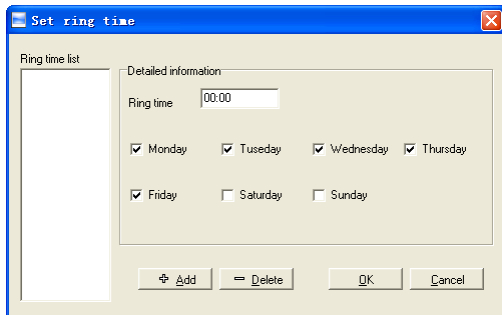 Set ring time
Ring time list
Detailed information
Ring time 00:00
Monday Tuseday Wednesday Thursday
Friday Saturday Sunday
Add Delete OK Cancel